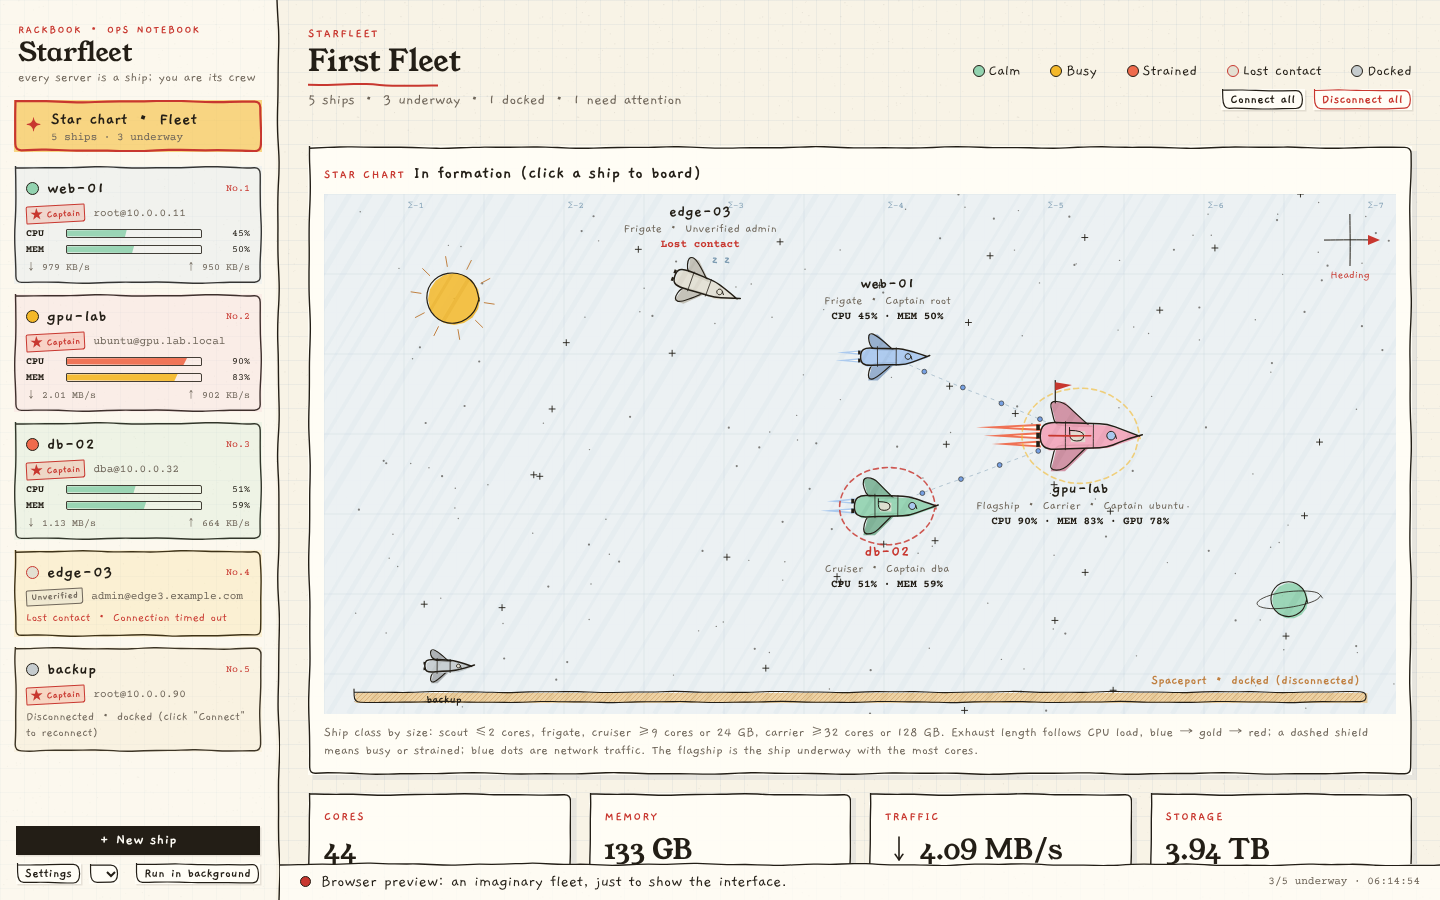 RACKBOOK • OPS NOTEBOOK
Starfleet
every server is a ship; you are its crew
Star chart • Fleet
5 ships · 3 underway
web-01 No.1
Captain root@10.0.0.11
CPU 45%
MEM 50%
↓ 979 KB/s ↑ 950 KB/s
gpu-lab No.2
Captain ubuntu@gpu.lab.local
CPU 90%
MEM 83%
↓ 2.01 MB/s ↑ 902 KB/s
db-02 No.3
Captain dba@10.0.0.32
CPU 51%
MEM 59%
↓ 1.13 MB/s ↑ 664 KB/s
edge-03 No.4
Unverified admin@edge3.example.com
Lost contact • Connection timed out
backup No.5
Captain root@10.0.0.90
Disconnected • docked (click "Connect"
to reconnect)
+ New ship
Settings Run in background
STARFLEET
First Fleet
5 ships • 3 underway • 1 docked • 1 need attention
Calm Busy Strained Lost contact Docked
Connect all Disconnect all
STAR CHART In formation (click a ship to board)
Σ-1 Σ-2 Σ-3 Σ-4 Σ-5 Σ-6 Σ-7
edge-03
Frigate • Unverified admin
Lost contact
z z
Heading
web-01
Frigate • Captain root
CPU 45% · MEM 50%
gpu-lab
Flagship • Carrier • Captain ubuntu
CPU 90% · MEM 83% · GPU 78%
db-02
Cruiser • Captain dba
CPU 51% · MEM 59%
Spaceport • docked (disconnected)
backup
Ship class by size: scout ≤2 cores, frigate, cruiser ≥9 cores or 24 GB, carrier ≥32 cores or 128 GB. Exhaust length follows CPU load, blue → gold → red; a dashed shield
means busy or strained; blue dots are network traffic. The flagship is the ship underway with the most cores.
CORES
44
MEMORY
133 GB
TRAFFIC
↓ 4.09 MB/s
STORAGE
3.94 TB
Browser preview: an imaginary fleet, just to show the interface.
3/5 underway · 06:14:54